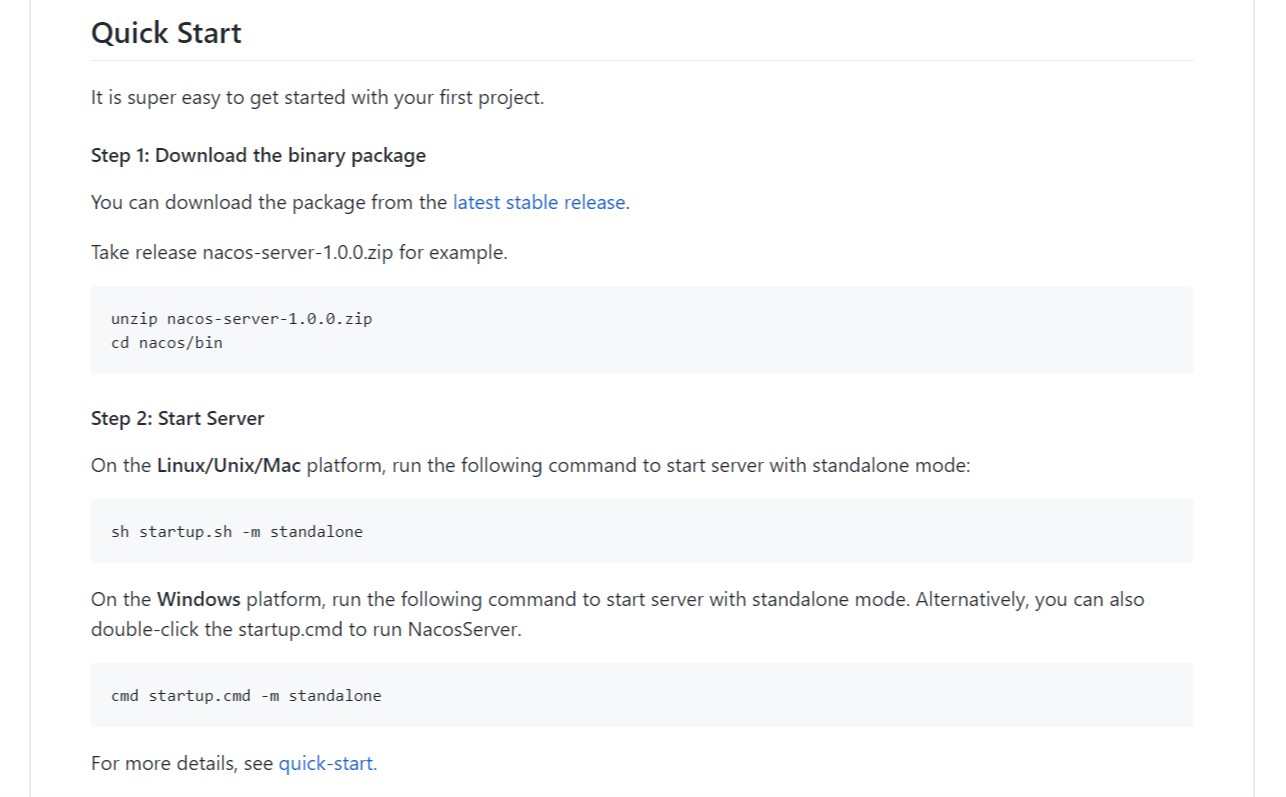 Quick Start
It is super easy to get started with your first project.
Step 1: Download the binary package
You can download the package from the latest stable release.
Take release nacos-server-1.0.0.zip for example.
unzip nacos-server-1.0.0.zip
cd nacos/bin
Step 2: Start Server
On the Linux/Unix/Mac platform, run the following command to start server with standalone mode:
sh startup.sh -m standalone
On the Windows platform, run the following command to start server with standalone mode. Alternatively, you can also
double-click the startup.cmd to run NacosServer.
cmd startup.cmd -m standalone
For more details, see quick-start.